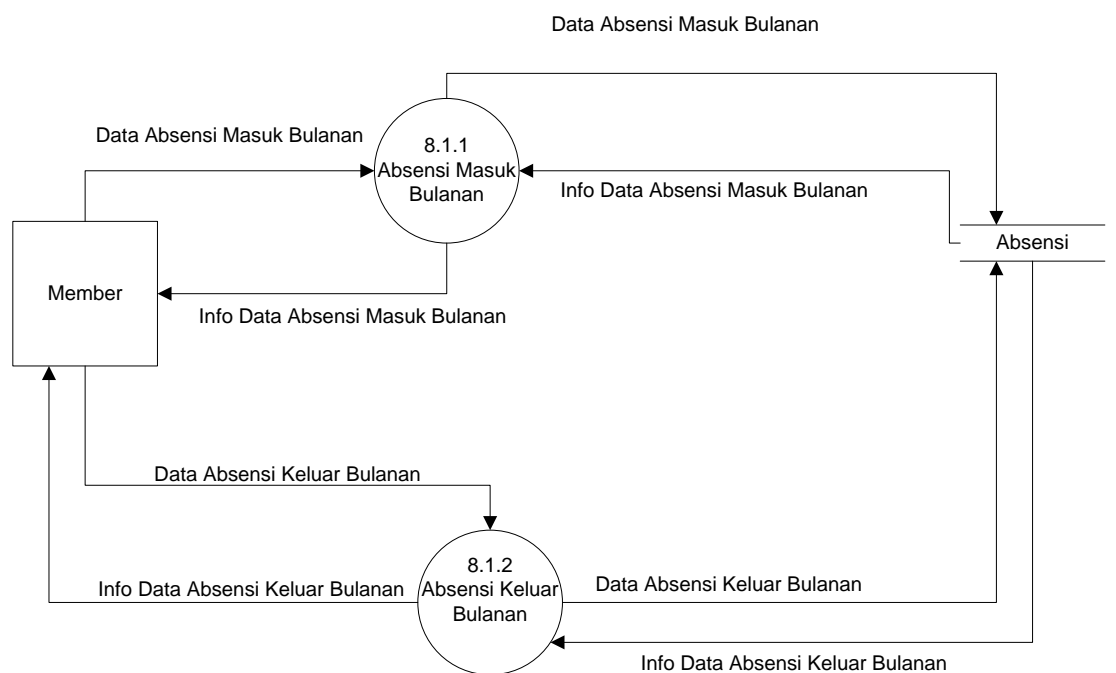 Data Absensi Masuk Bulanan
Data Absensi Masuk Bulanan
8.1.1
Absensi Masuk
Bulanan
Info Data Absensi Masuk Bulanan
Absensi
Member
Info Data Absensi Masuk Bulanan
Data Absensi Keluar Bulanan
8.1.2
Absensi Keluar
Bulanan
Info Data Absensi Keluar Bulanan
Data Absensi Keluar Bulanan
Info Data Absensi Keluar Bulanan